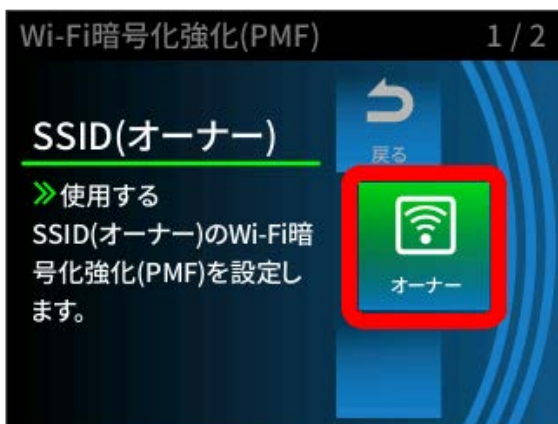 Wi-Fi暗号化強化(PMF)
1/2
SSID(オーナー)
戻る
≫使用する
SSID(オーナー)のWi-Fi暗
号化強化(PMF)を設定し
ます。
オーナー